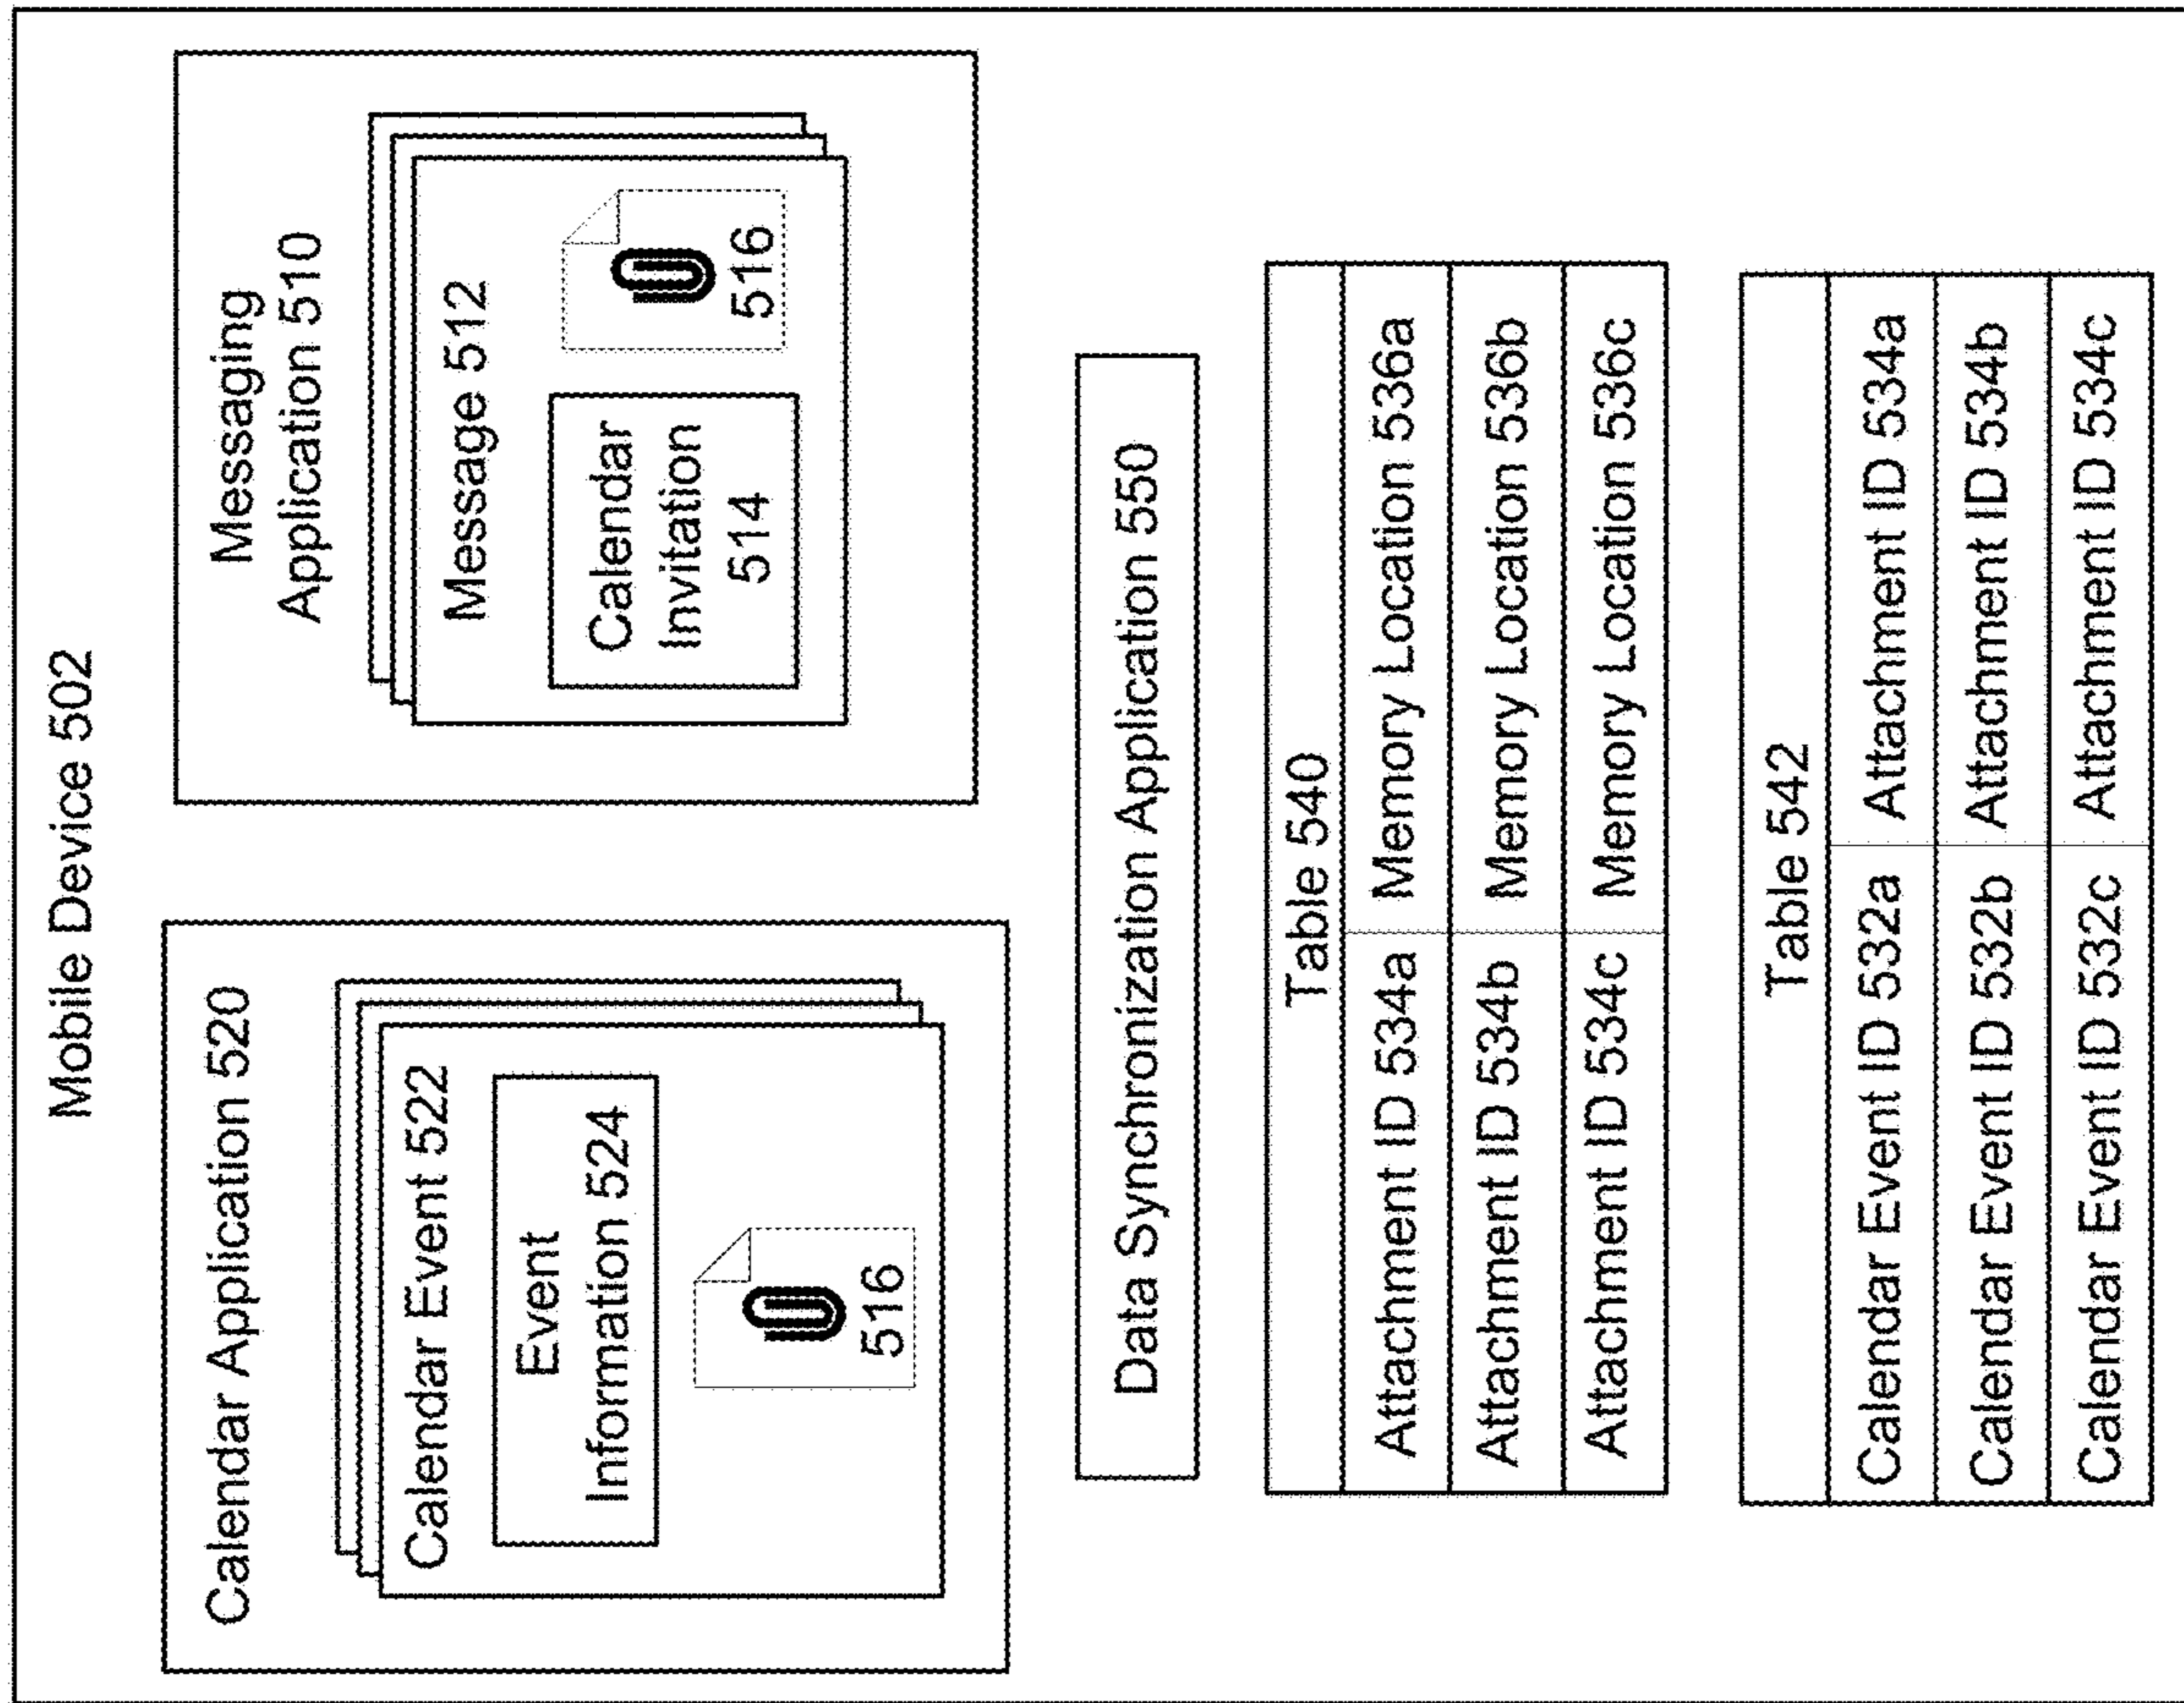 Mobile Device 502
Calendar Application 520
Calendar Event 522
Event
Information 524
516
Messaging
Application 510
Message 512
Calendar
Invitation
514
516
Data Synchronization Application 550
Table 540
Attachment ID 534a Memory Location 536a
Attachment ID 534b Memory Location 536b
Attachment ID 534c Memory Location 536c
Table 542
Calendar Event ID 532a Attachment ID 534a
Calendar Event ID 532b Attachment ID 534b
Calendar Event ID 532c Attachment ID 534c